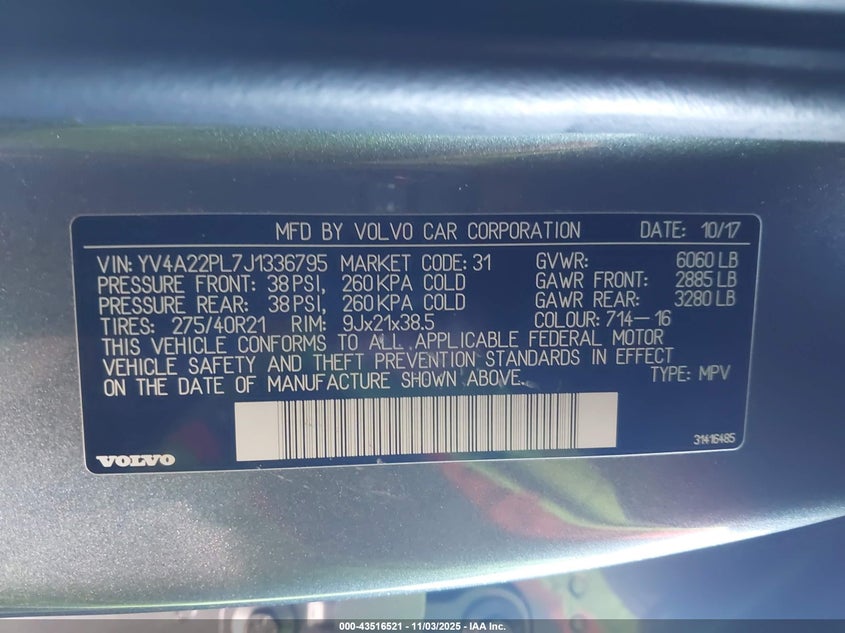 MFD BY VOLVO CAR CORPORATION DATE: 10/17
VIN: YV4A22PL7J1336795 MARKET CODE: 31 GVWR: 6060 LB
PRESSURE FRONT: 38 PSI, 260 KPA COLD GAWR FRONT: 2885 LB
PRESSURE REAR: 38 PSI, 260 KPA COLD GAWR REAR: 3280 LB
TIRES: 275/40R21 RIM: 9Jx21x38.5 COLOUR: 714-16
THIS VEHICLE CONFORMS TO ALL APPLICABLE FEDERAL MOTOR
VEHICLE SAFETY AND THEFT PREVENTION STANDARDS IN EFFECT
ON THE DATE OF MANUFACTURE SHOWN ABOVE. TYPE: MPV
31416485
VOLVO
000-43516521 - 11/03/2025 - IAA Inc.